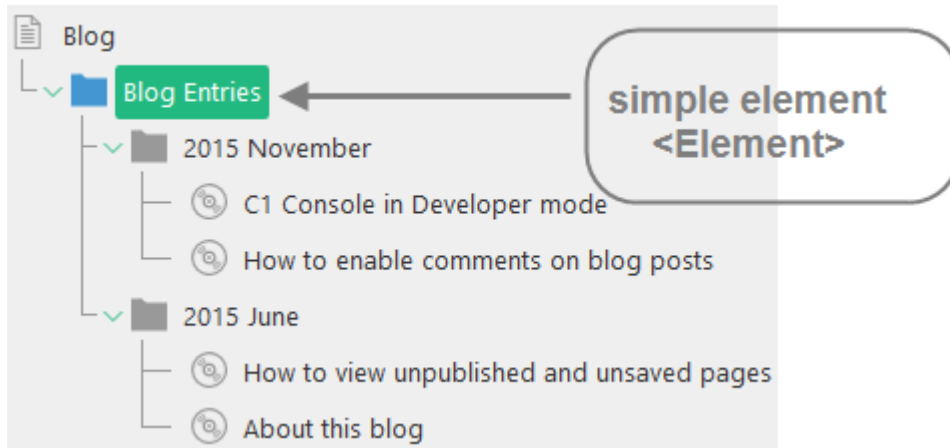 Blog
Blog Entries
simple element
<Element>
2015 November
C1 Console in Developer mode
How to enable comments on blog posts
2015 June
How to view unpublished and unsaved pages
About this blog